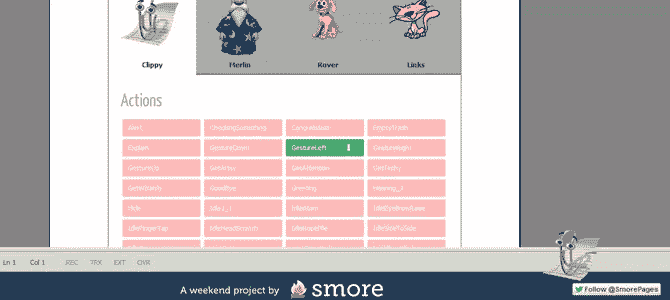 Clippy Merlin Rover Links
Actions
Alert CheckingSomething Congratulate EmptyTrash
Explain GestureDown GestureLeft GestureRight
GestureUp GetArtsy GetAttention GetTechy
GetWizardy GoodBye Greeting Hearing_1
Hide Idle1_1 IdleAtom IdleEyeBrowRaise
IdleFingerTap IdleHeadScratch IdleRopePile IdleSideToSide
Ln 1 Col 1 REC TRK EXT OVR
A weekend project by smore
Follow @SmorePages